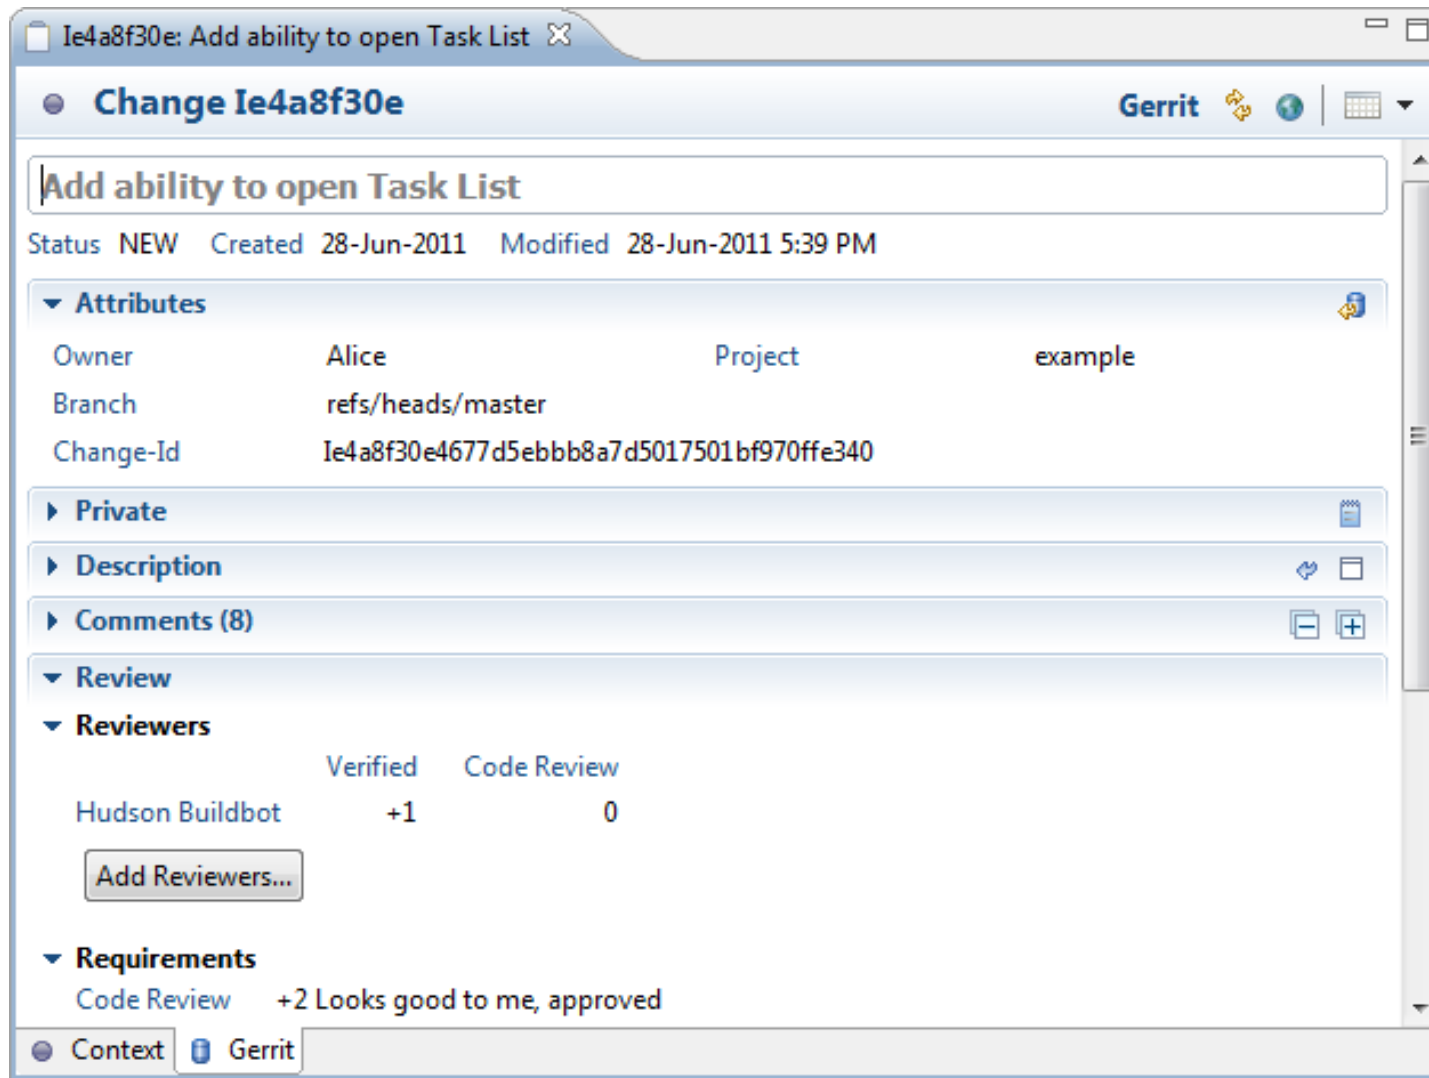 Ie4a8f30e: Add ability to open Task List
Change Ie4a8f30e
Gerrit
Add ability to open Task List
Status NEW Created 28-Jun-2011 Modified 28-Jun-2011 5:39 PM
Attributes
Owner Alice Project example
Branch refs/heads/master
Change-Id Ie4a8f30e4677d5ebbb8a7d5017501bf970ffe340
Private
Description
Comments (8)
Review
Reviewers
Verified Code Review
Hudson Buildbot +1 0
Add Reviewers...
Requirements
Code Review +2 Looks good to me, approved
Context Gerrit